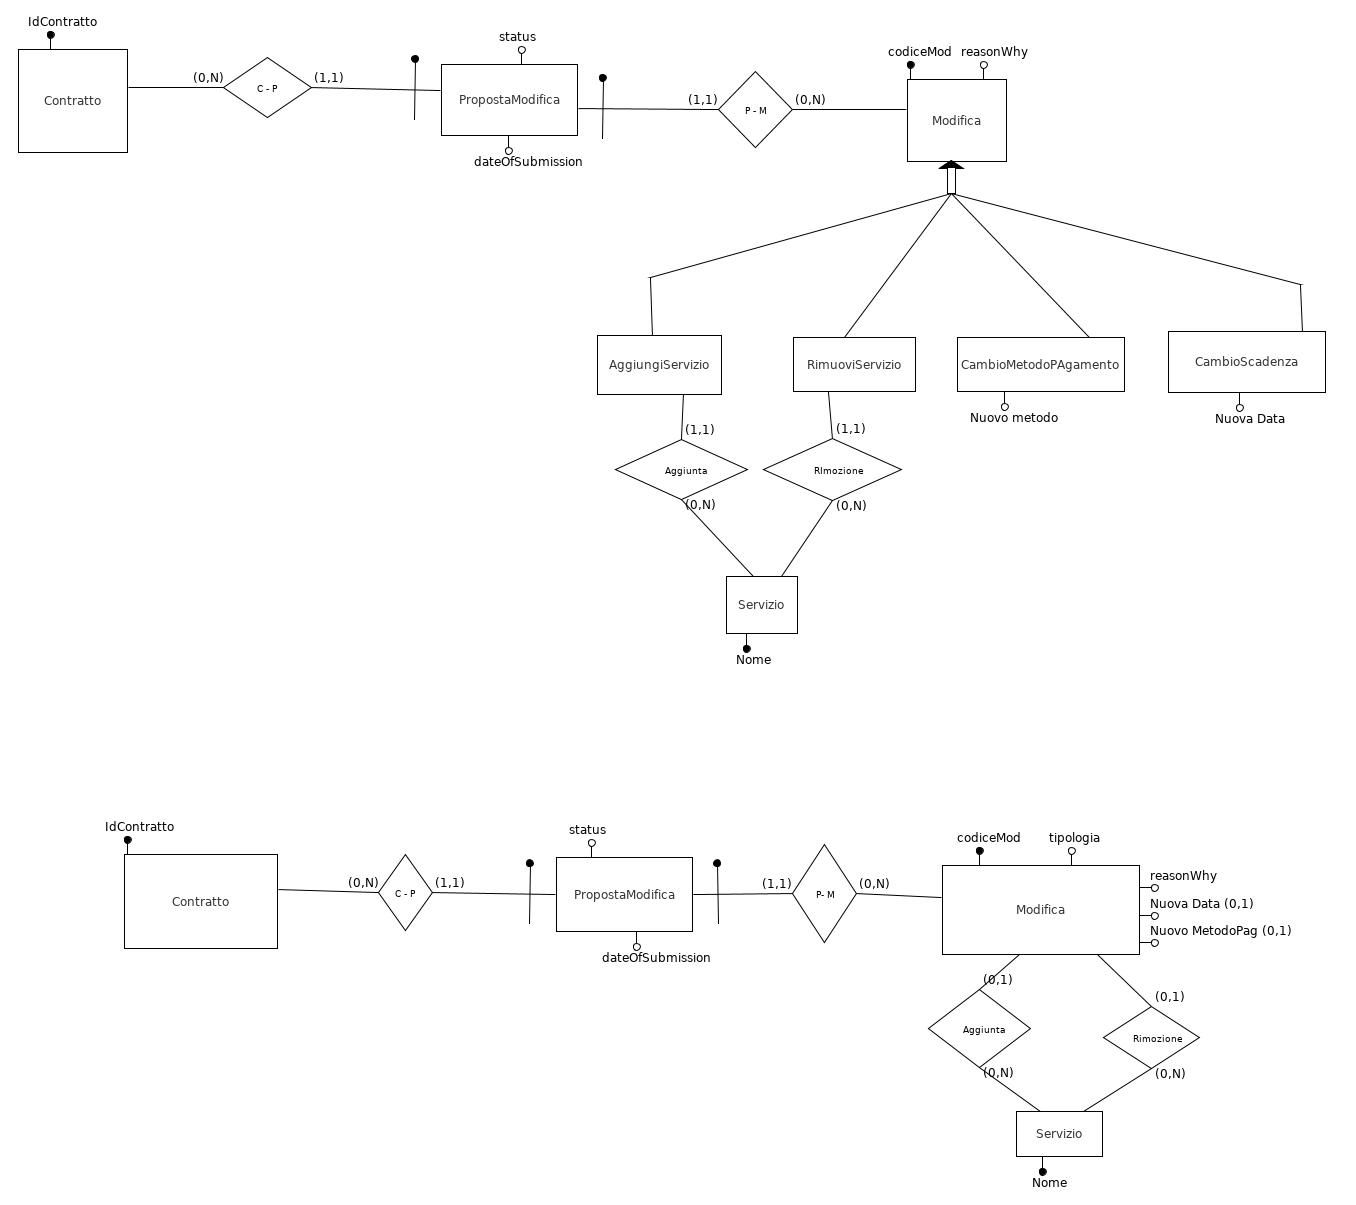 IdContratto
Contratto
(0,N)
C - P
(1,1)
status
PropostaModifica
dateOfSubmission
(1,1)
P - M
(0,N)
codiceMod
reasonWhy
Modifica
AggiungiServizio
RimuoviServizio
CambioMetodoPAgamento
CambioScadenza
Nuovo metodo
Nuova Data
(1,1)
(1,1)
Aggiunta
RImozione
(0,N)
(0,N)
Servizio
Nome
IdContratto
Contratto
(0,N)
C - P
(1,1)
status
PropostaModifica
dateOfSubmission
(1,1)
P- M
(0,N)
codiceMod
tipologia
Modifica
reasonWhy
Nuova Data (0,1)
Nuovo MetodoPag (0,1)
(0,1)
(0,1)
Aggiunta
Rimozione
(0,N)
(0,N)
Servizio
Nome